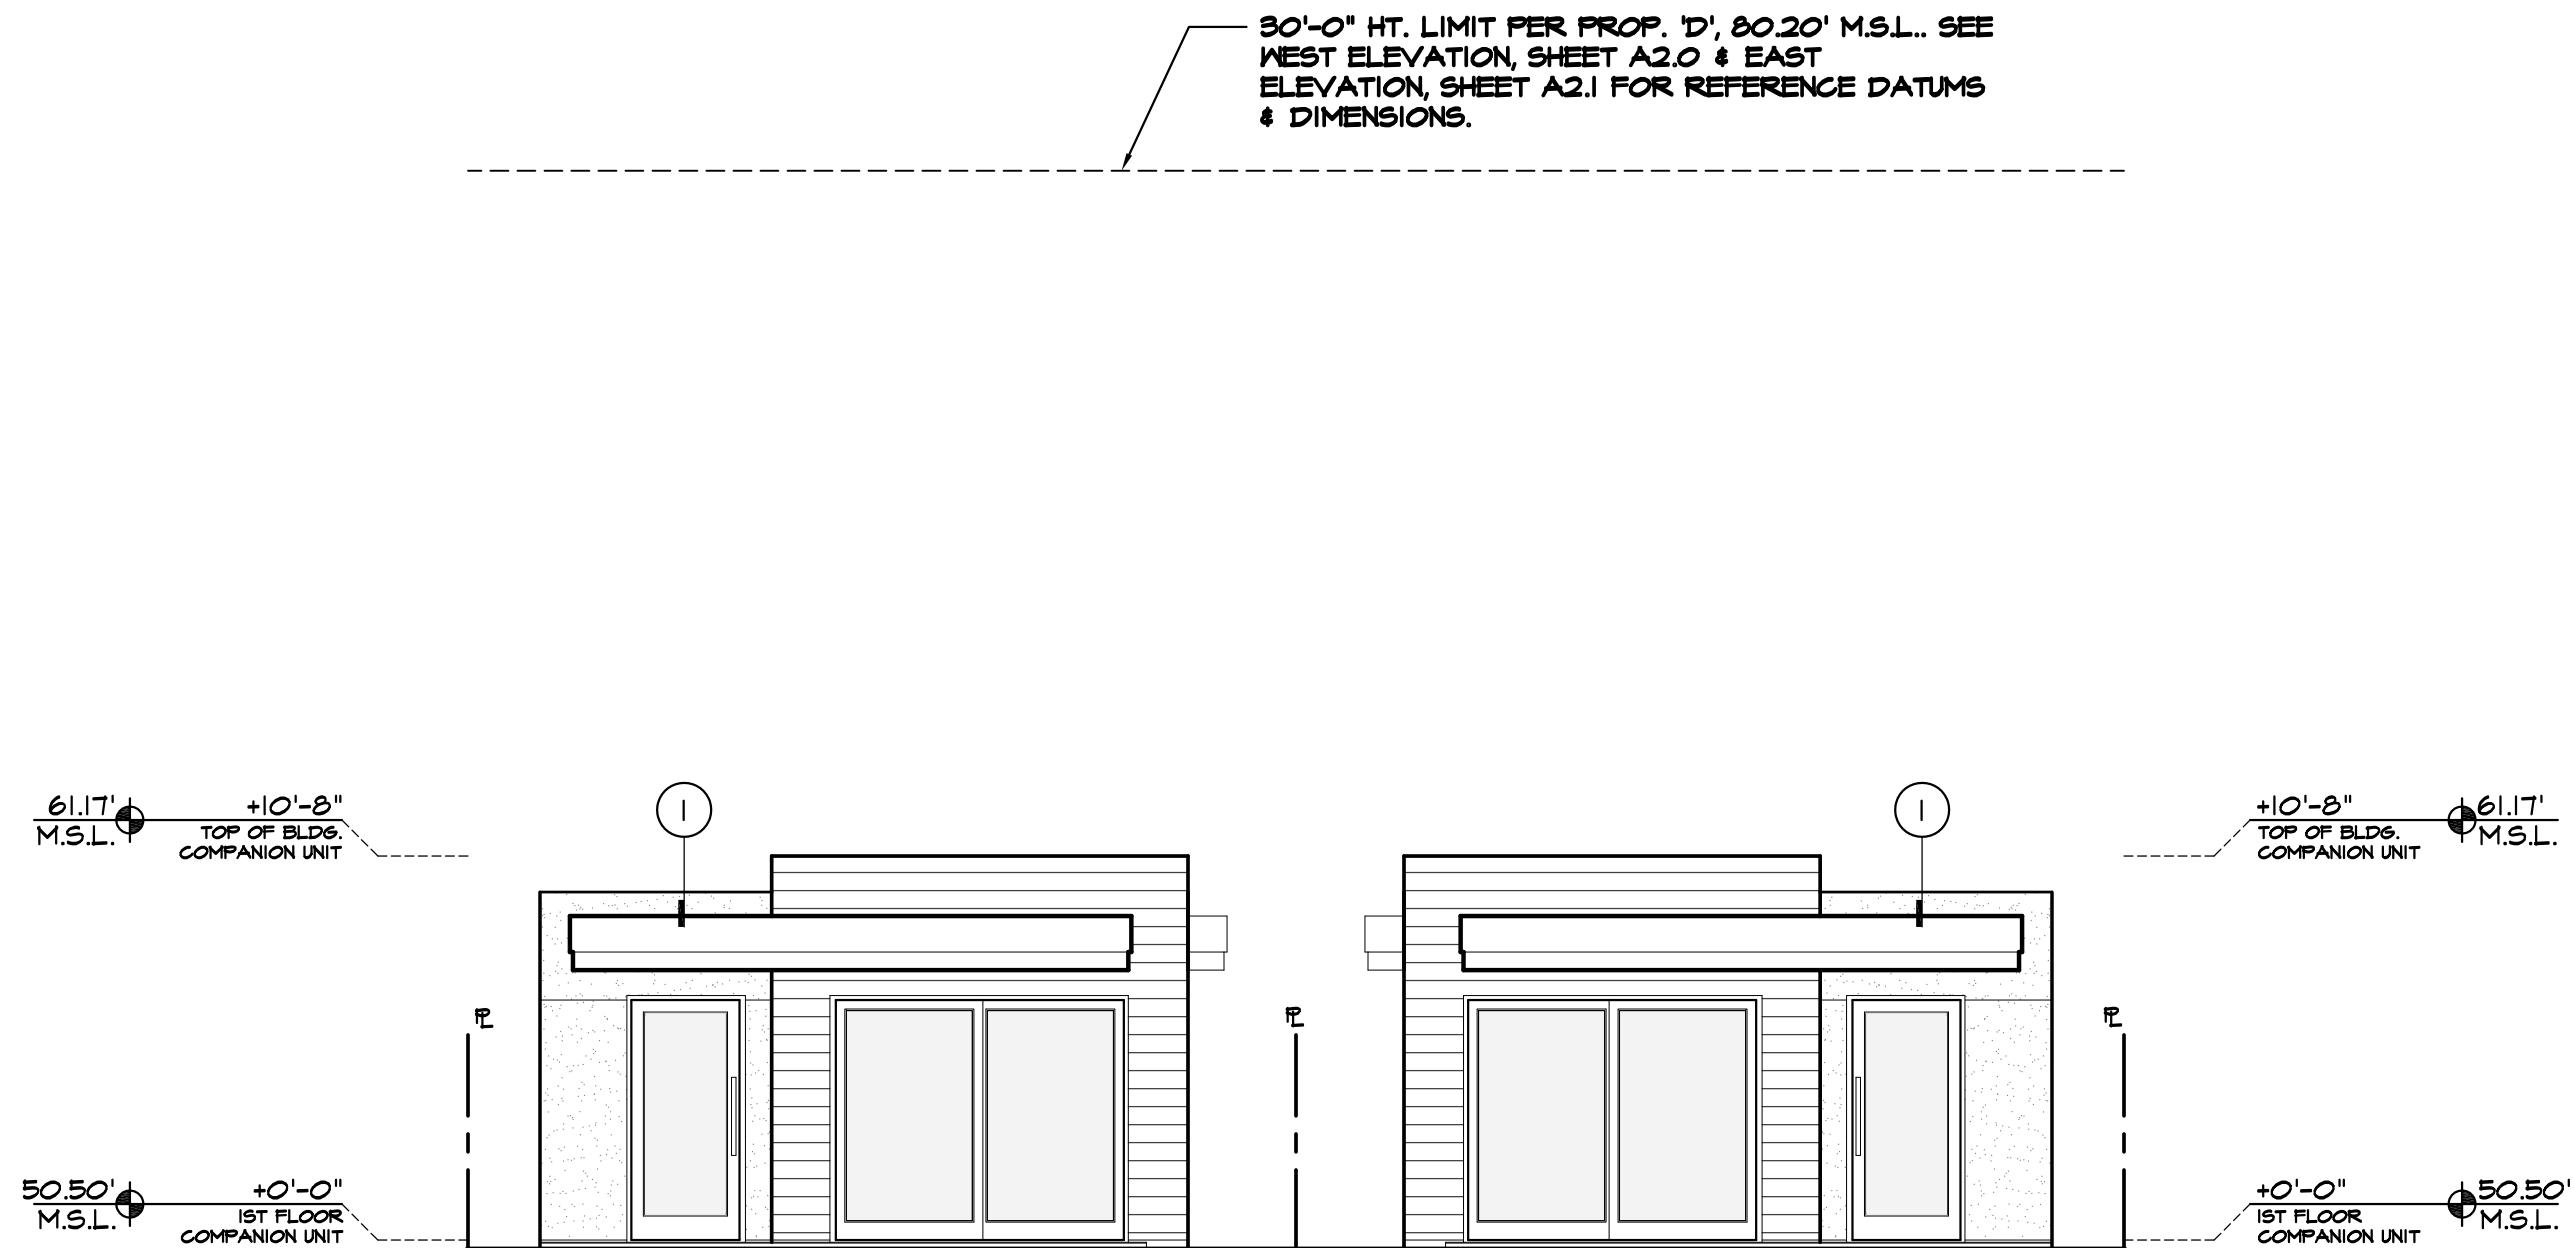 30'-0" HT. LIMIT PER PROP. 'D', 80.20' M.S.L.. SEE
WEST ELEVATION, SHEET A2.0 & EAST
ELEVATION, SHEET A2.1 FOR REFERENCE DATUMS
& DIMENSIONS.
61.17'
M.S.L.
+10'-8"
TOP OF BLDG.
COMPANION UNIT
1
1
+10'-8"
TOP OF BLDG.
COMPANION UNIT
61.17'
M.S.L.
PL
PL
PL
50.50'
M.S.L.
+0'-0"
1ST FLOOR
COMPANION UNIT
+0'-0"
1ST FLOOR
COMPANION UNIT
50.50'
M.S.L.